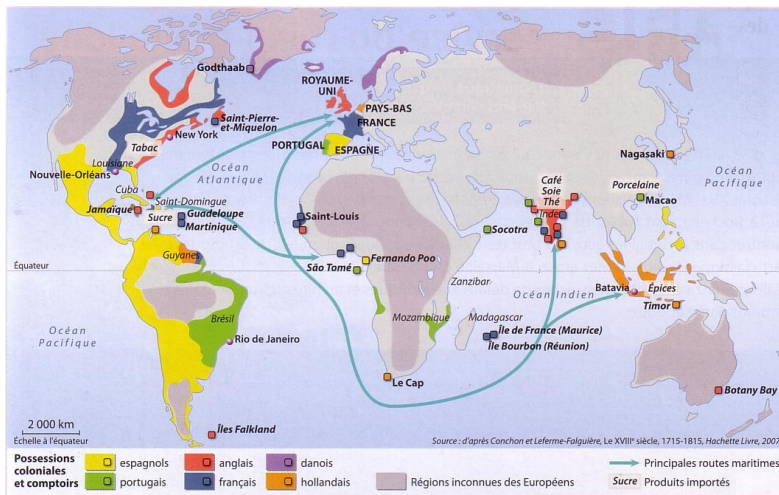 Godthaab
ROYAUME-
UNI
PAYS-BAS
FRANCE
PORTUGAL
ESPAGNE
Saint-Pierre-
et-Miquelon
New York
Tabac
Louisiane
Nouvelle-Orléans
Océan
Atlantique
Cuba
Saint-Domingue
Jamaïque
Sucre
Guadeloupe
Martinique
Guyanes
Saint-Louis
Café
Soie
Thé
Inde
Nagasaki
Porcelaine
Macao
Océan
Pacifique
Socotra
Fernando Poo
São Tomé
Équateur
Zanzibar
Océan Indien
Batavia
Épices
Timor
Brésil
Mozambique
Madagascar
Île de France (Maurice)
Île Bourbon (Réunion)
Océan
Pacifique
Rio de Janeiro
Le Cap
Botany Bay
Îles Falkland
2 000 km
Échelle à l'équateur
Source : d'après Conchon et Leferme-Falguière, Le XVIIIe siècle, 1715-1815, Hachette Livre, 2007
Possessions
coloniales
et comptoirs
espagnols
portugais
anglais
français
danois
hollandais
Régions inconnues des Européens
Principales routes maritimes
Sucre Produits importés